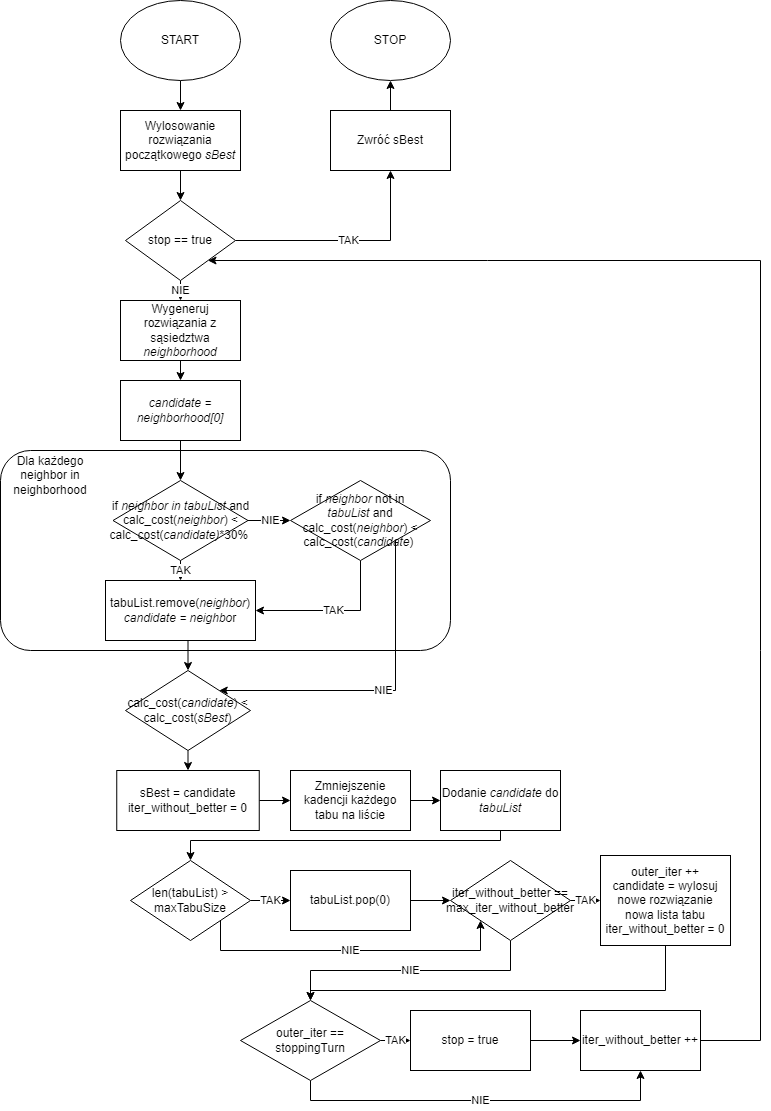 START
STOP
Wylosowanie
rozwiązania
początkowego sBest
Zwróć sBest
stop == true
TAK
NIE
Wygeneruj
rozwiązania z
sąsiedztwa
neighborhood
candidate =
neighborhood[0]
Dla każdego
neighbor in
neighborhood
if neighbor in tabuList and
calc_cost(neighbor) <
calc_cost(candidate)*30%
NIE
if neighbor not in
tabuList and
calc_cost(neighbor) <
calc_cost(candidate)
TAK
tabuList.remove(neighbor)
candidate = neighbor
TAK
NIE
calc_cost(candidate) <
calc_cost(sBest)
sBest = candidate
iter_without_better = 0
Zmniejszenie
kadencji każdego
tabu na liście
Dodanie candidate do
tabuList
len(tabuList) >
maxTabuSize
TAK
tabuList.pop(0)
iter_without_better ==
max_iter_without_better
TAK
outer_iter ++
candidate = wylosuj
nowe rozwiązanie
nowa lista tabu
iter_without_better = 0
NIE
NIE
outer_iter ==
stoppingTurn
TAK
stop = true
iter_without_better ++
NIE